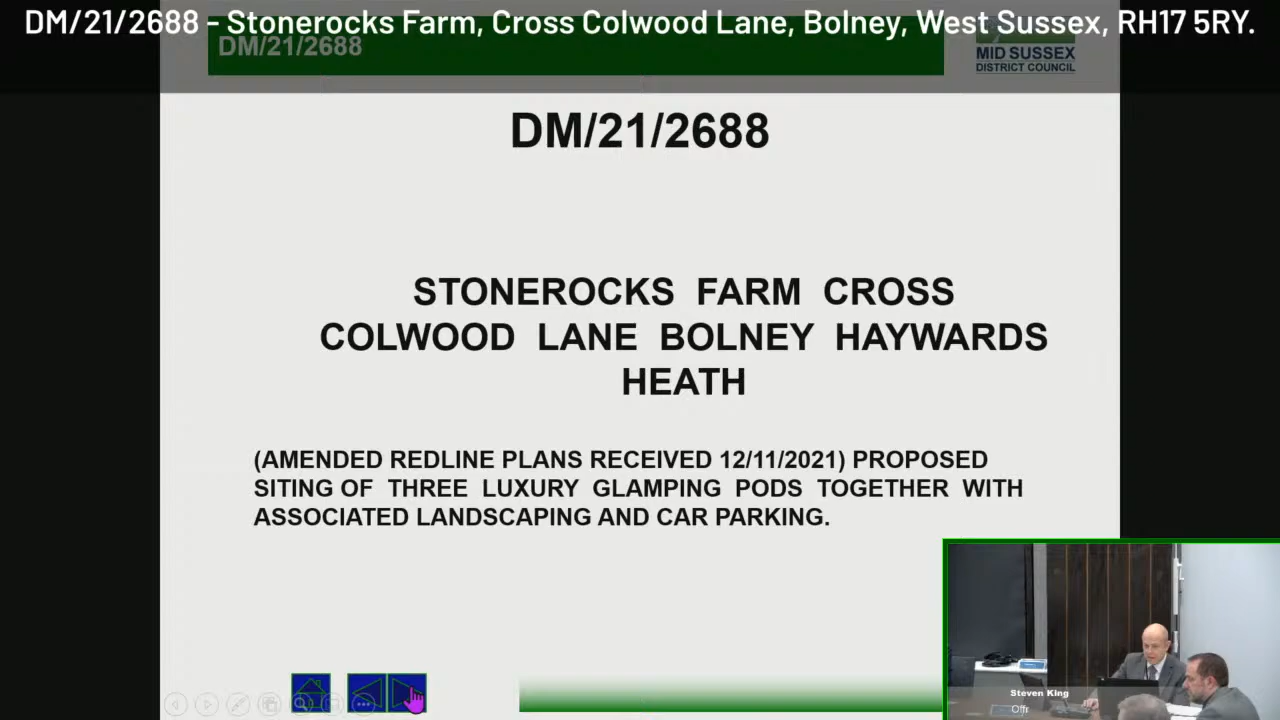 DM/21/2688 - Stonerocks Farm, Cross Colwood Lane, Bolney, West Sussex, RH17 5RY.
DM/21/2688
MID SUSSEX
DISTRICT COUNCIL
DM/21/2688
STONEROCKS FARM CROSS
COLWOOD LANE BOLNEY HAYWARDS
HEATH
(AMENDED REDLINE PLANS RECEIVED 12/11/2021) PROPOSED
SITING OF THREE LUXURY GLAMPING PODS TOGETHER WITH
ASSOCIATED LANDSCAPING AND CAR PARKING.
Steven King